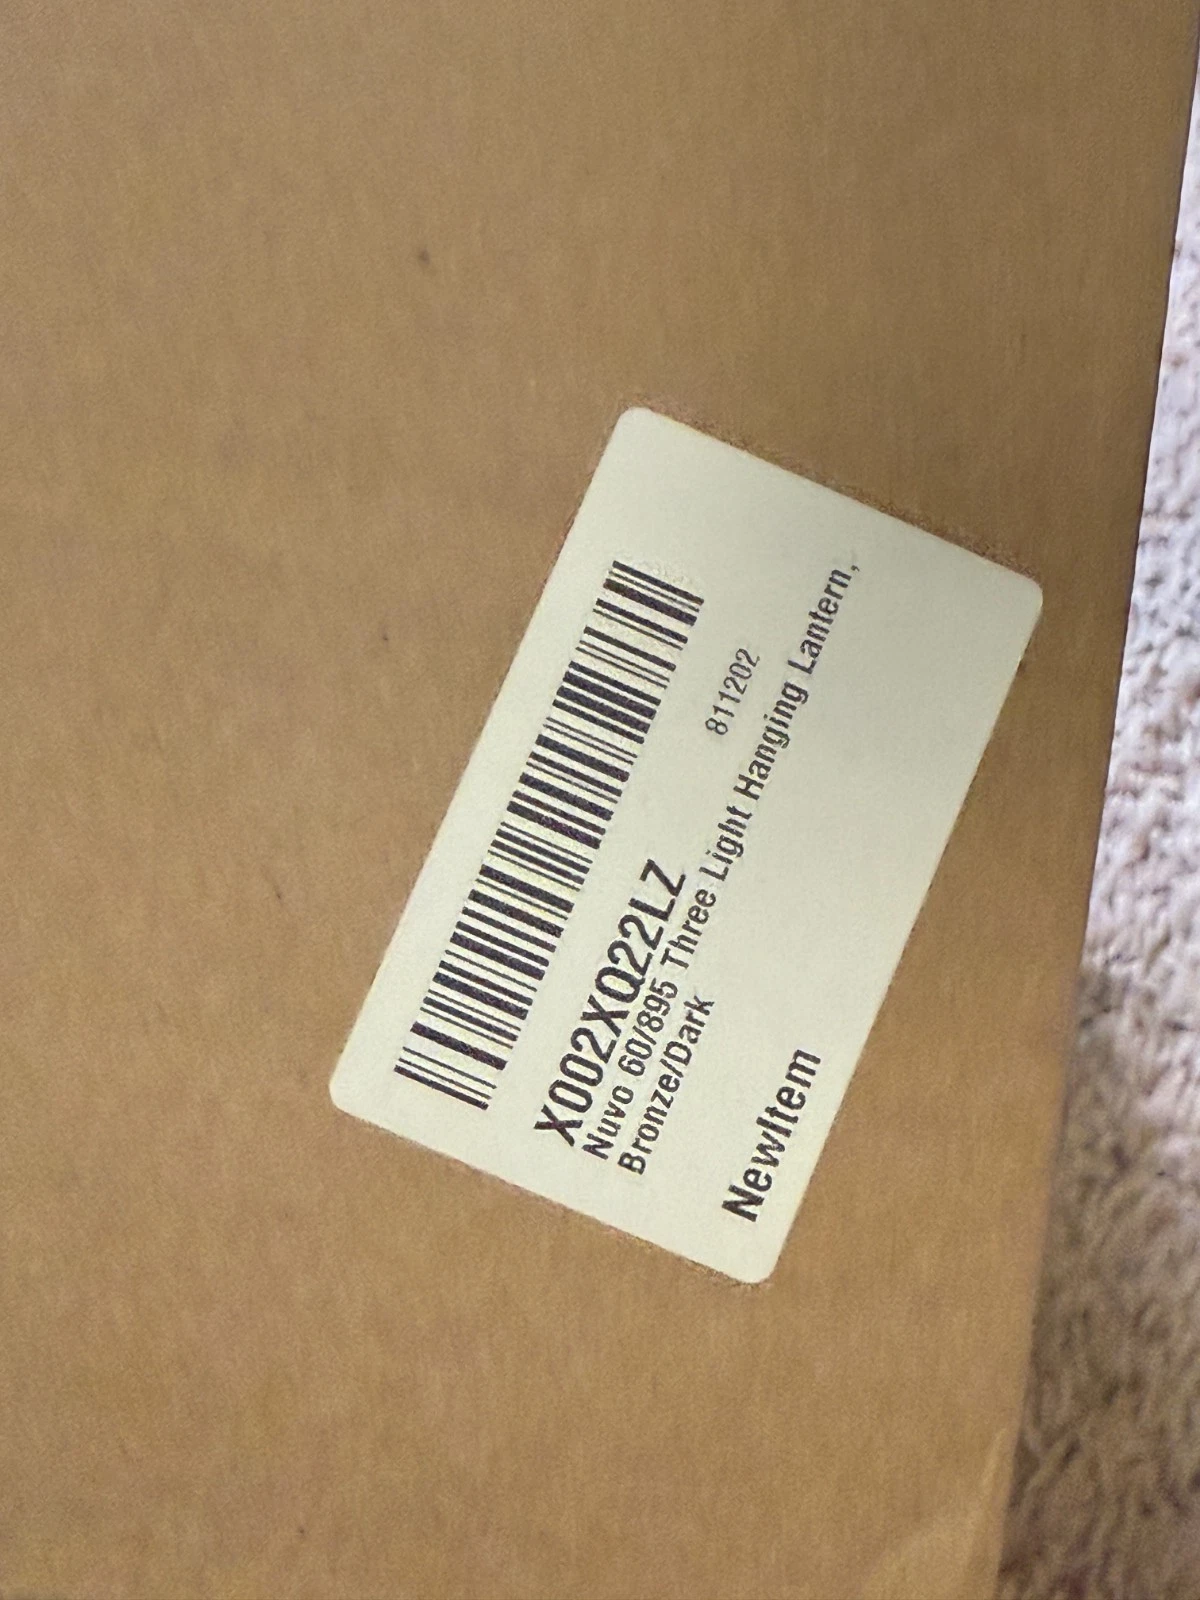 X002XQ22LZ
811202
Nuvo 60/895 Three Light Hanging Lantern,
Bronze/Dark
NewItem